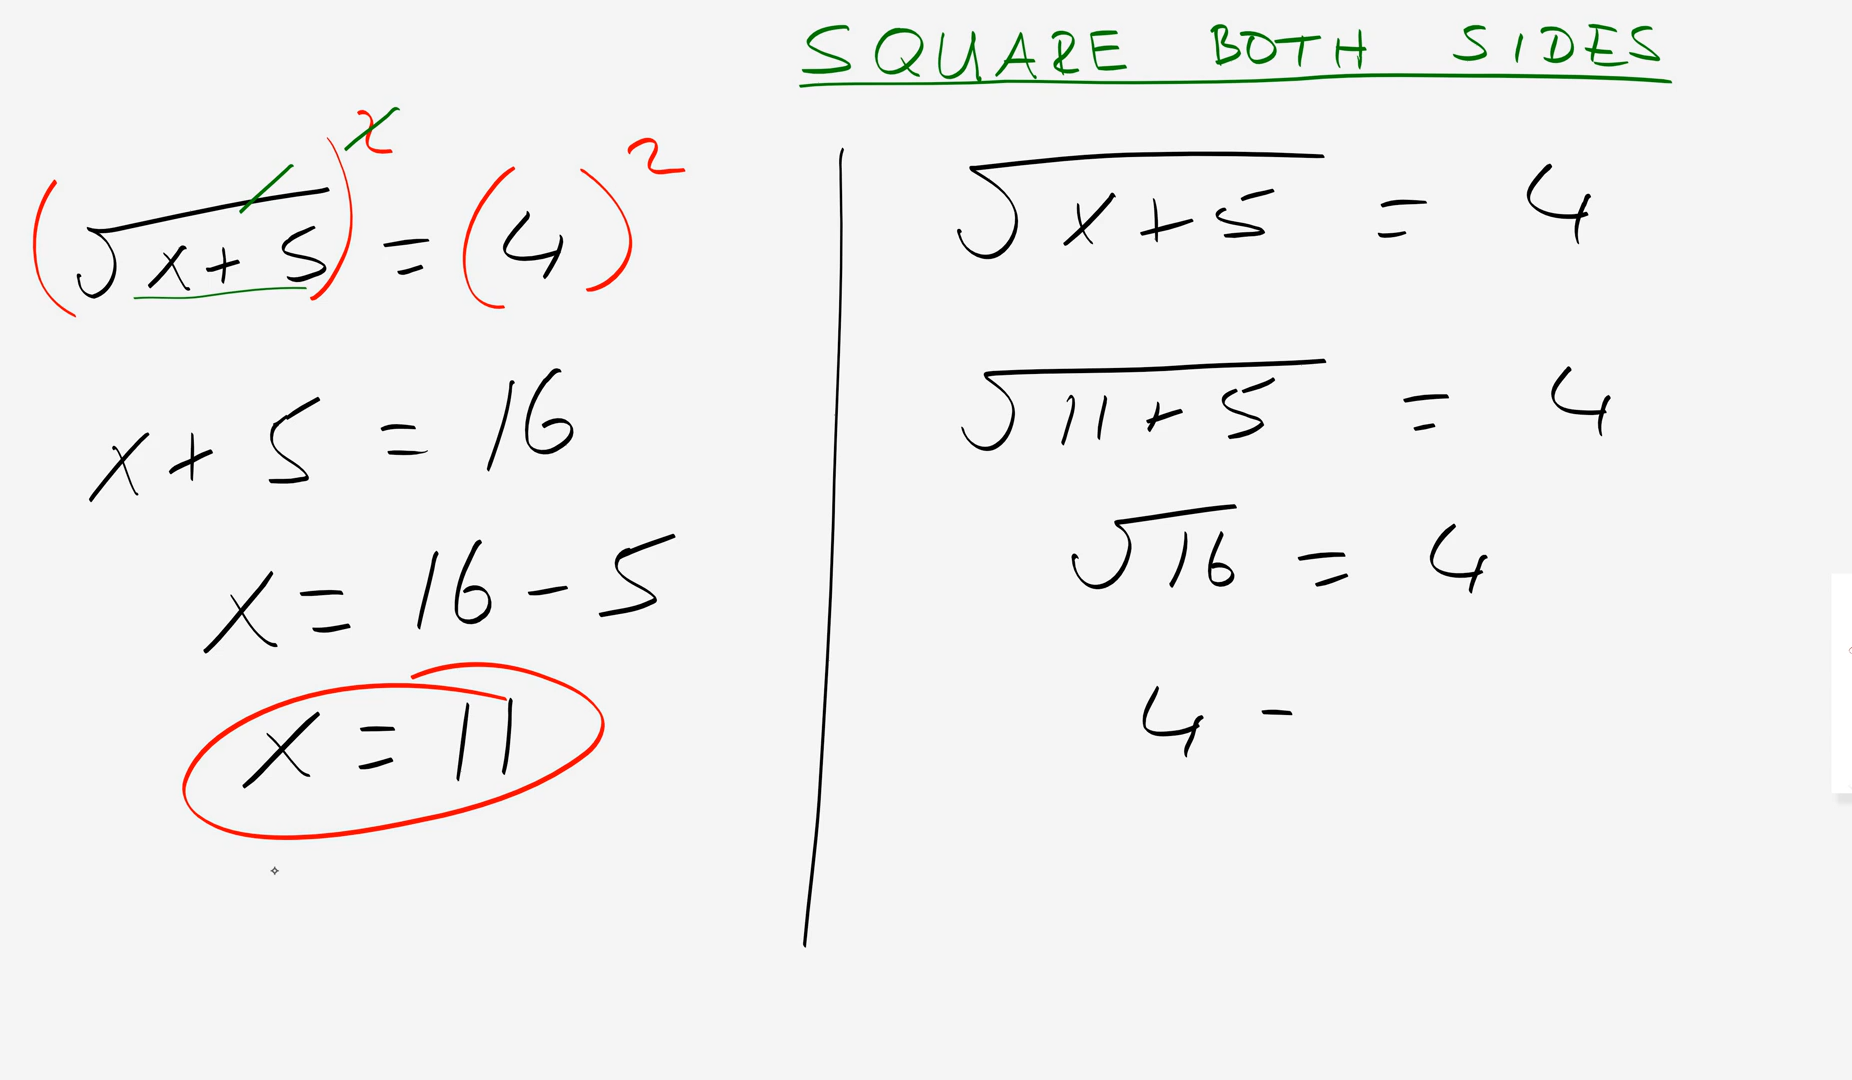 SQUARE BOTH SIDES
(√(x+5))² = (4)²
x + 5 = 16
x = 16 - 5
x = 11
√(x+5) = 4
√(11+5) = 4
√16 = 4
4 -